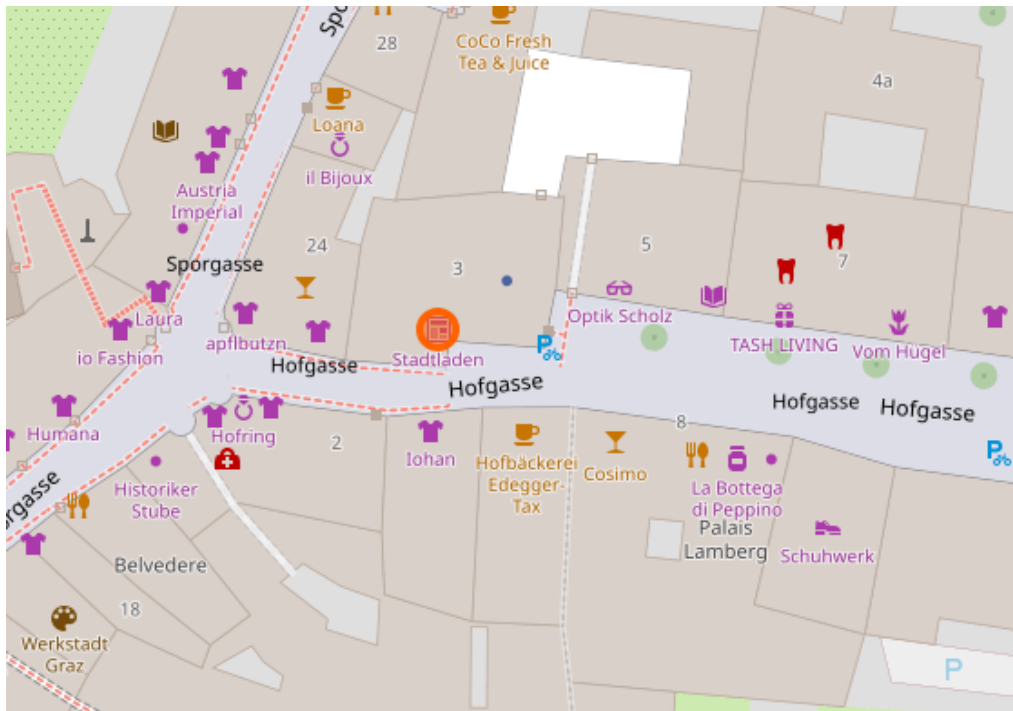 Spo
28
CoCo Fresh
Tea & Juice
4a
Loana
il Bijoux
Austria
Imperial
24
3
5
7
Sporgasse
Laura
Optik Scholz
io Fashion
apflbutzn
TASH LIVING
Vom Hügel
Stadtladen
Hofgasse
Hofgasse
Hofgasse
Hofgasse
Humana
Hofring
2
Iohan
8
Hofbäckerei
Edegger-
Tax
Cosimo
La Bottega
di Peppino
Palais
Lamberg
Schuhwerk
orgasse
Historiker
Stube
Belvedere
18
Werkstadt
Graz
P
P
P